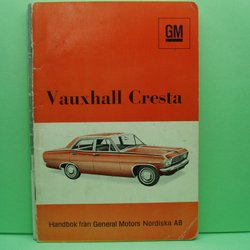 GM
Vauxhall Cresta
Handbok från General Motors Nordiska AB